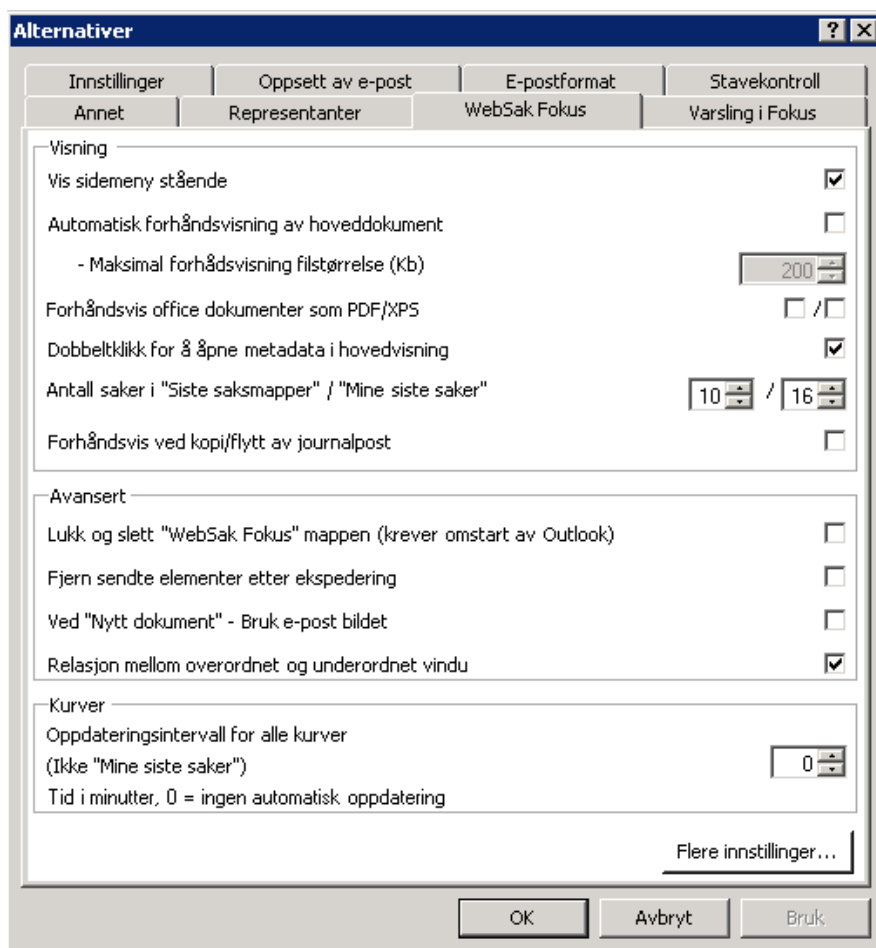 Alternativer
Innstillinger Oppsett av e-post E-postformat Stavekontroll
Annet Representanter WebSak Fokus Varsling i Fokus
Visning
Vis sidemeny stående
Automatisk forhåndsvisning av hoveddokument
- Maksimal forhådsvisning filstørrelse (Kb) 200
Forhåndsvis office dokumenter som PDF/XPS /
Dobbeltklikk for å åpne metadata i hovedvisning
Antall saker i "Siste saksmapper" / "Mine siste saker" 10 / 16
Forhåndsvis ved kopi/flytt av journalpost
Avansert
Lukk og slett "WebSak Fokus" mappen (krever omstart av Outlook)
Fjern sendte elementer etter ekspedering
Ved "Nytt dokument" - Bruk e-post bildet
Relasjon mellom overordnet og underordnet vindu
Kurver
Oppdateringsintervall for alle kurver
(Ikke "Mine siste saker") 0
Tid i minutter, 0 = ingen automatisk oppdatering
Flere innstillinger...
OK Avbryt Bruk